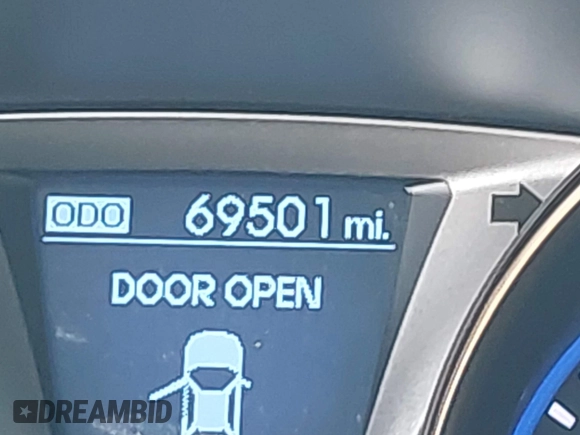 ODO 69501 mi.
DOOR OPEN
DREAMBID